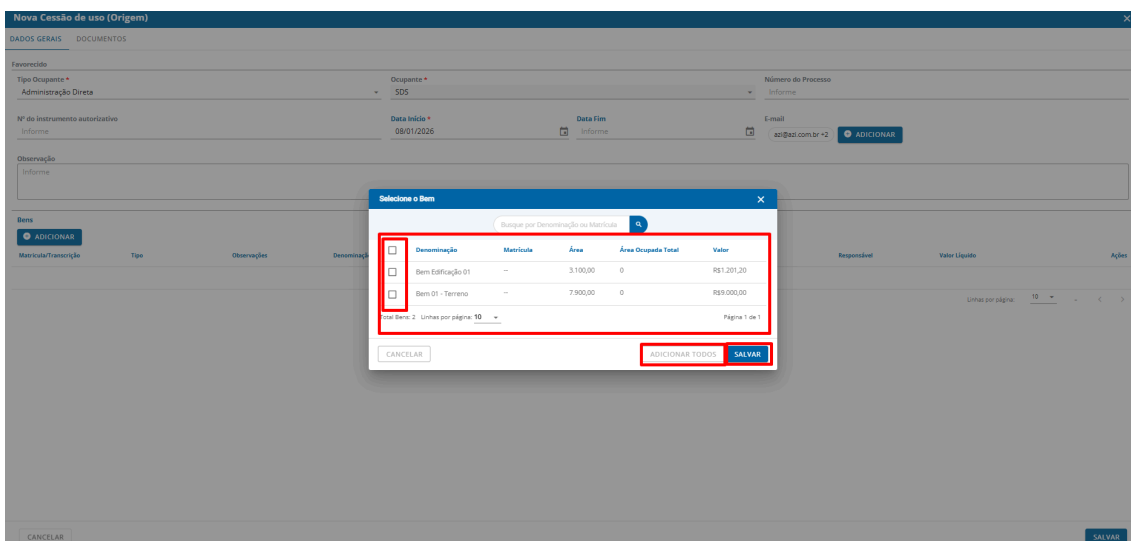 Nova Cessão de uso (Origem)
DADOS GERAIS DOCUMENTOS
Favorecido
Tipo Ocupante * Ocupante * Número do Processo
Administração Direta SDS Informe
Nº do instrumento autorizativo Data Início * Data Fim E-mail
Informe 08/01/2026 Informe azi@azi.com.br +2 ADICIONAR
Observação
Informe
Selecione o Bem
Bens
Busque por Denominação ou Matrícula
ADICIONAR
Matrícula/Transcrição Tipo Observações Denominaçã Responsável Valor Líquido Ações
Denominação Matrícula Área Área Ocupada Total Valor
Bem Edificação 01 -- 3.100,00 0 R$1.201,20
Bem 01 - Terreno -- 7.900,00 0 R$9.000,00
Linhas por página: 10
Total Bens: 2 Linhas por página: 10 Página 1 de 1
CANCELAR ADICIONAR TODOS SALVAR
CANCELAR SALVAR